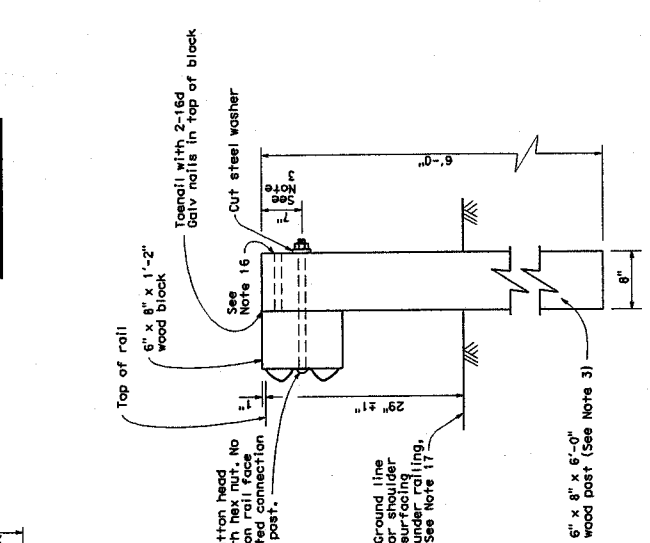 Toenail with 2-16d
Galv nails in top of block
Cut steel washer
6" x 8" x 1'-2"
wood block
Top of rail
See
Note 16
7"
See
Note
3
6'-0"
1"
29" ±1"
8"
tton head
th hex nut. No
on rail face
ted connection
post.
Ground line
or shoulder
surfacing
under railing,
See Note 17
6" x 8" x 6'-0"
wood post (See Note 3)